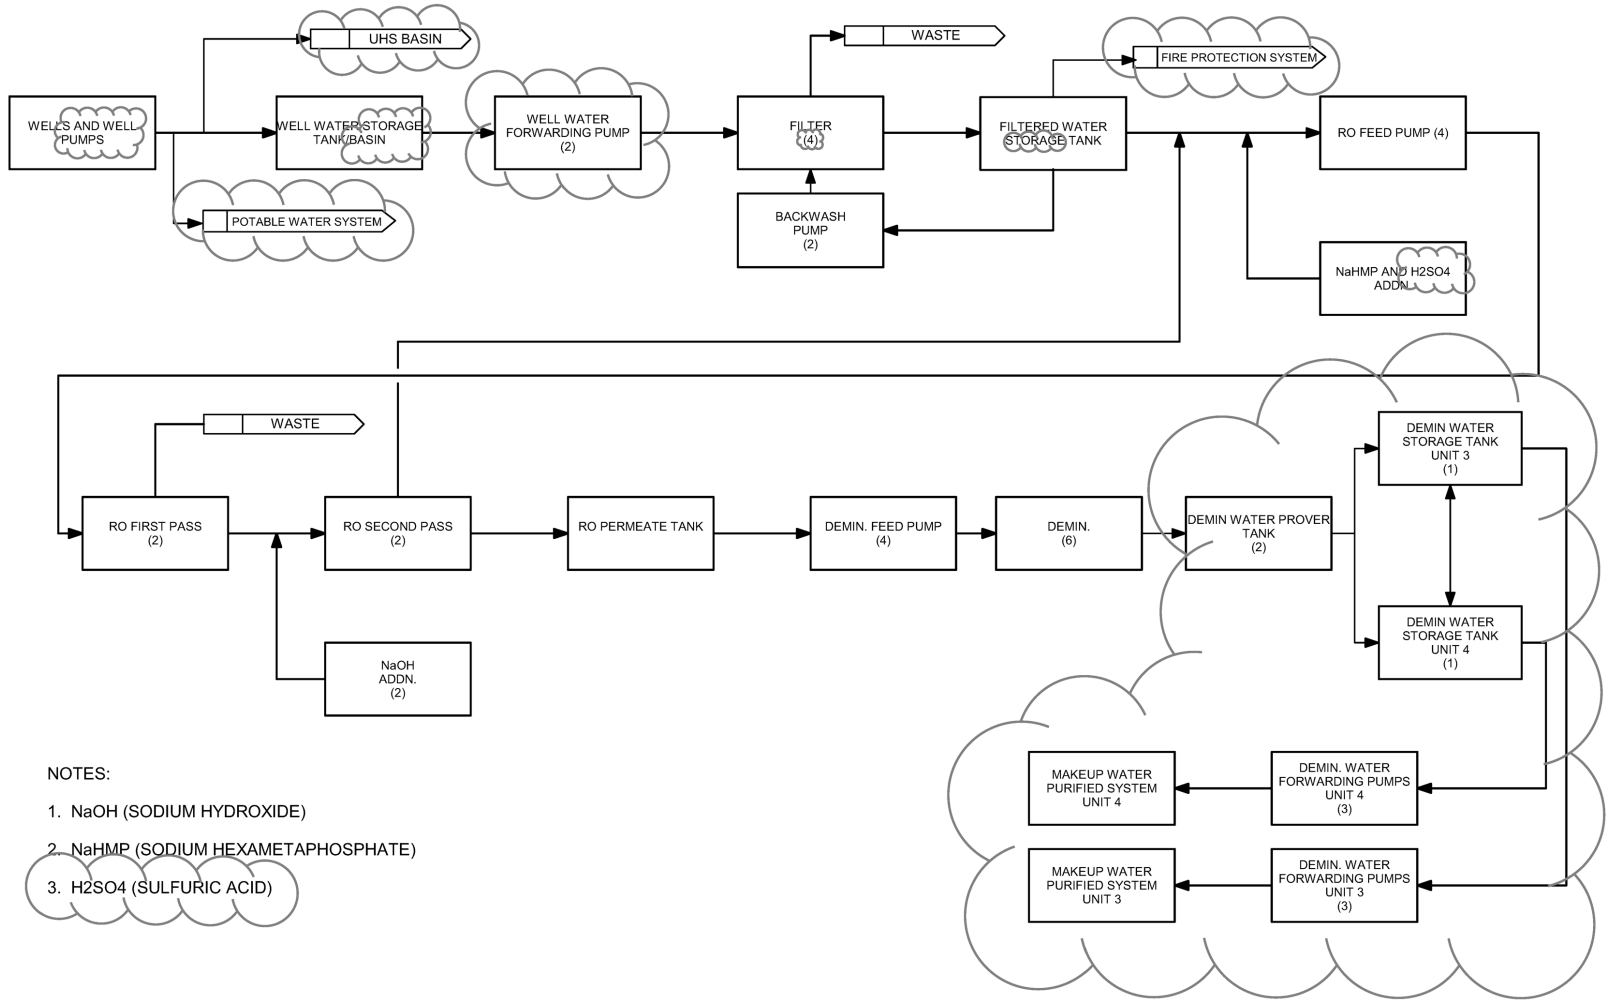 UHS BASIN
WASTE
FIRE PROTECTION SYSTEM
WELLS AND WELL
PUMPS
WELL WATER STORAGE
TANK/BASIN
WELL WATER
FORWARDING PUMP
(2)
FILTER
(4)
FILTERED WATER
STORAGE TANK
RO FEED PUMP (4)
POTABLE WATER SYSTEM
BACKWASH
PUMP
(2)
NaHMP AND H2SO4
ADDN.
WASTE
RO FIRST PASS
(2)
RO SECOND PASS
(2)
RO PERMEATE TANK
DEMIN. FEED PUMP
(4)
DEMIN.
(6)
DEMIN WATER PROVER
TANK
(2)
DEMIN WATER
STORAGE TANK
UNIT 3
(1)
DEMIN WATER
STORAGE TANK
UNIT 4
(1)
NaOH
ADDN.
(2)
MAKEUP WATER
PURIFIED SYSTEM
UNIT 4
DEMIN. WATER
FORWARDING PUMPS
UNIT 4
(3)
MAKEUP WATER
PURIFIED SYSTEM
UNIT 3
DEMIN. WATER
FORWARDING PUMPS
UNIT 3
(3)
NOTES:
1. NaOH (SODIUM HYDROXIDE)
2. NaHMP (SODIUM HEXAMETAPHOSPHATE)
3. H2SO4 (SULFURIC ACID)